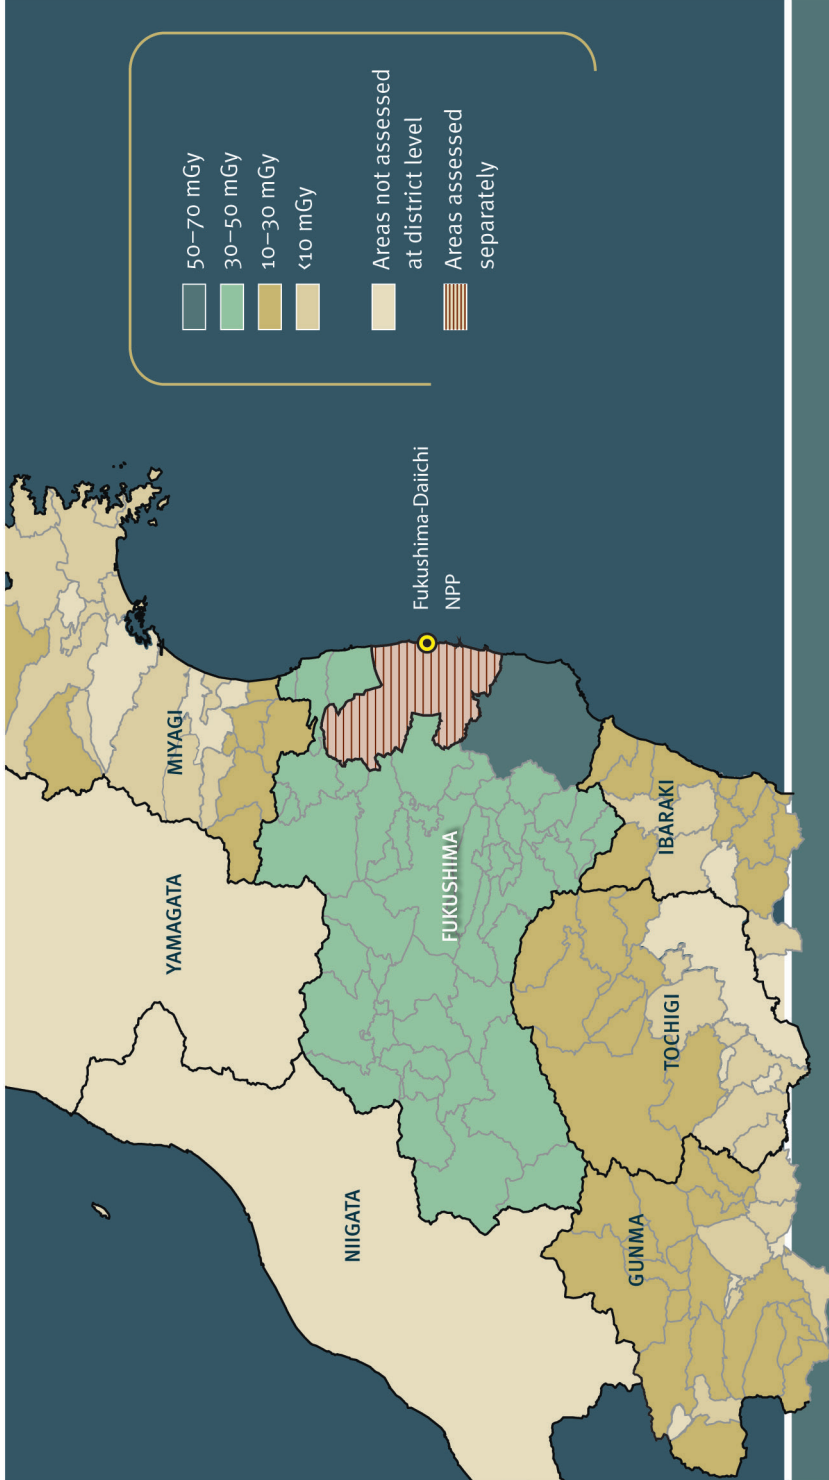 50–70 mGy
30–50 mGy
10–30 mGy
<10 mGy
Areas not assessed
at district level
Areas assessed
separately
Fukushima-Daiichi
NPP
MIYAGI
YAMAGATA
FUKUSHIMA
NIIGATA
IBARAKI
TOCHIGI
GUNMA